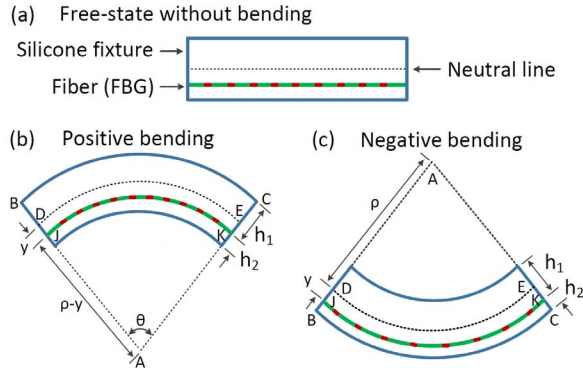 (a) Free-state without bending
Silicone fixture
Neutral line
Fiber (FBG)
(b) Positive bending
(c) Negative bending
A
ρ
B
D
E
C
h₁
J
K
y
h₂
ρ-y
θ
A
h₁
y
D
E
h₂
J
K
B
C